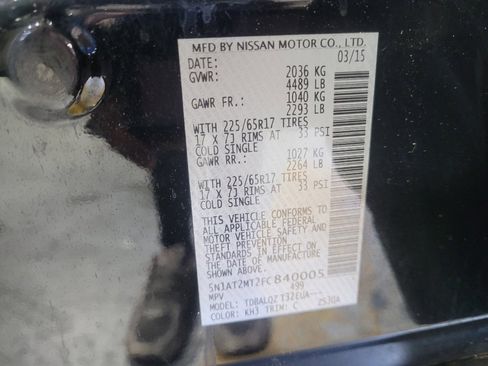 MFD BY NISSAN MOTOR CO., LTD.
DATE: 03/15
GVWR: 2036 KG
4489 LB
GAWR FR.: 1040 KG
2293 LB
WITH 225/65R17 TIRES
17 X 7J RIMS AT 33 PSI
COLD SINGLE
GAWR RR.: 1027 KG
2264 LB
WITH 225/65R17 TIRES
17 X 7J RIMS AT 33 PSI
COLD SINGLE
THIS VEHICLE CONFORMS TO
ALL APPLICABLE FEDERAL
MOTOR VEHICLE SAFETY AND
THEFT PREVENTION
STANDARDS IN EFFECT ON
THE DATE OF MANUFACTURE
SHOWN ABOVE.
5N1AT2MT2FC840005
MPV 499
MODEL:
COLOR: KH3 TRIM: C